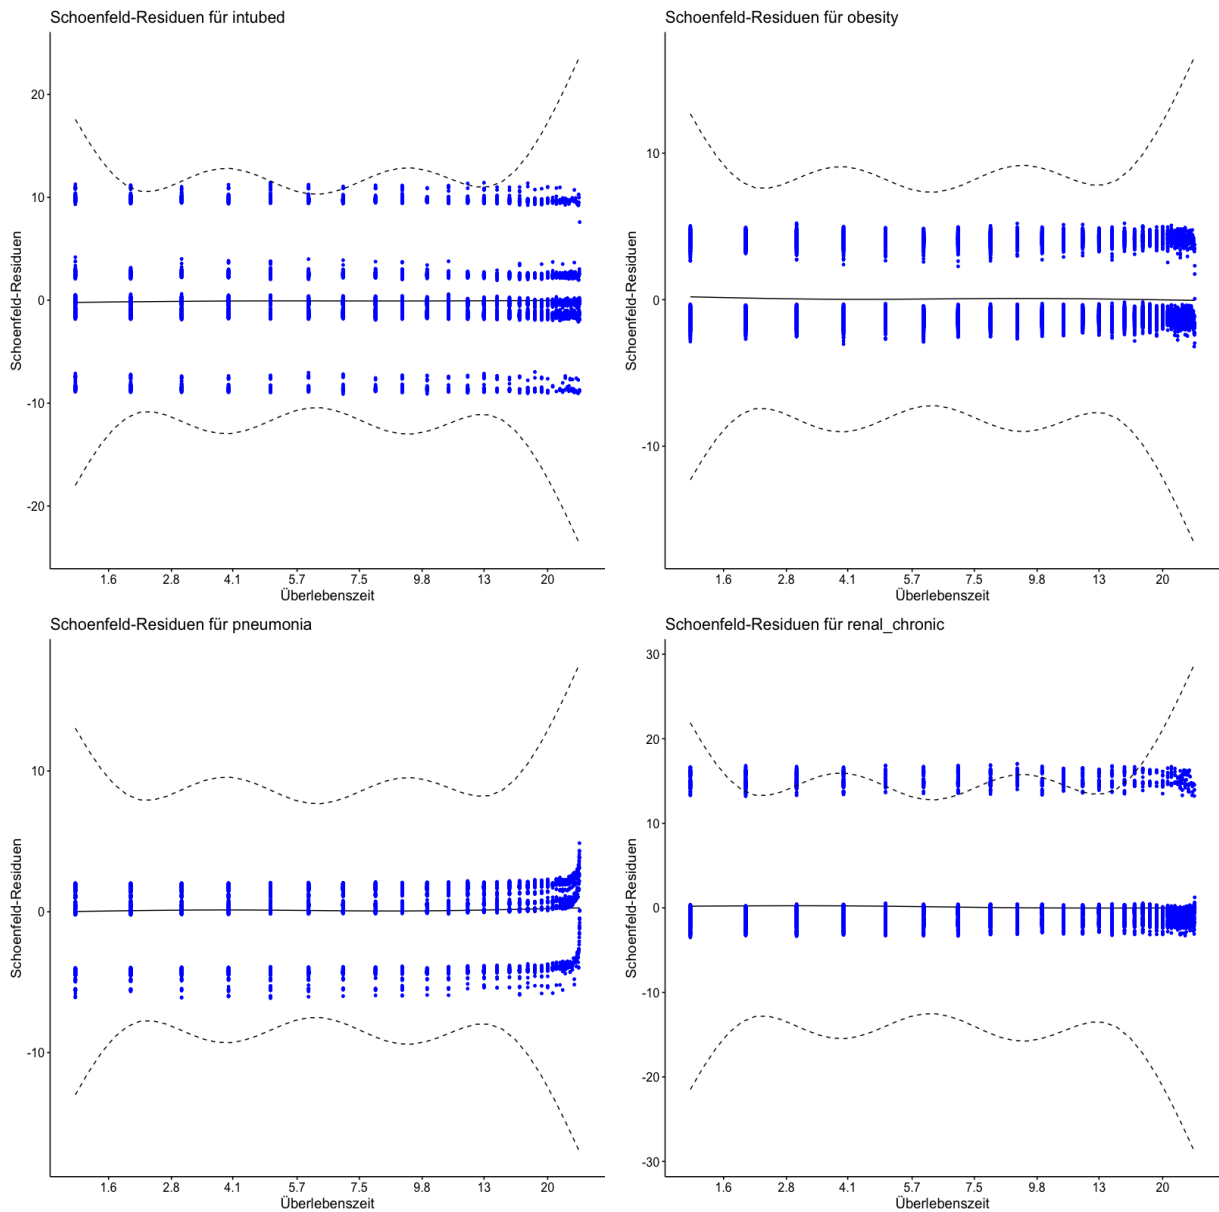 Schoenfeld-Residuen für intubed
Schoenfeld-Residuen
20
10
0
-10
-20
1.6 2.8 4.1 5.7 7.5 9.8 13 20
Überlebenszeit
Schoenfeld-Residuen für obesity
Schoenfeld-Residuen
10
0
-10
1.6 2.8 4.1 5.7 7.5 9.8 13 20
Überlebenszeit
Schoenfeld-Residuen für pneumonia
Schoenfeld-Residuen
10
0
-10
1.6 2.8 4.1 5.7 7.5 9.8 13 20
Überlebenszeit
Schoenfeld-Residuen für renal_chronic
Schoenfeld-Residuen
30
20
10
0
-10
-20
-30
1.6 2.8 4.1 5.7 7.5 9.8 13 20
Überlebenszeit